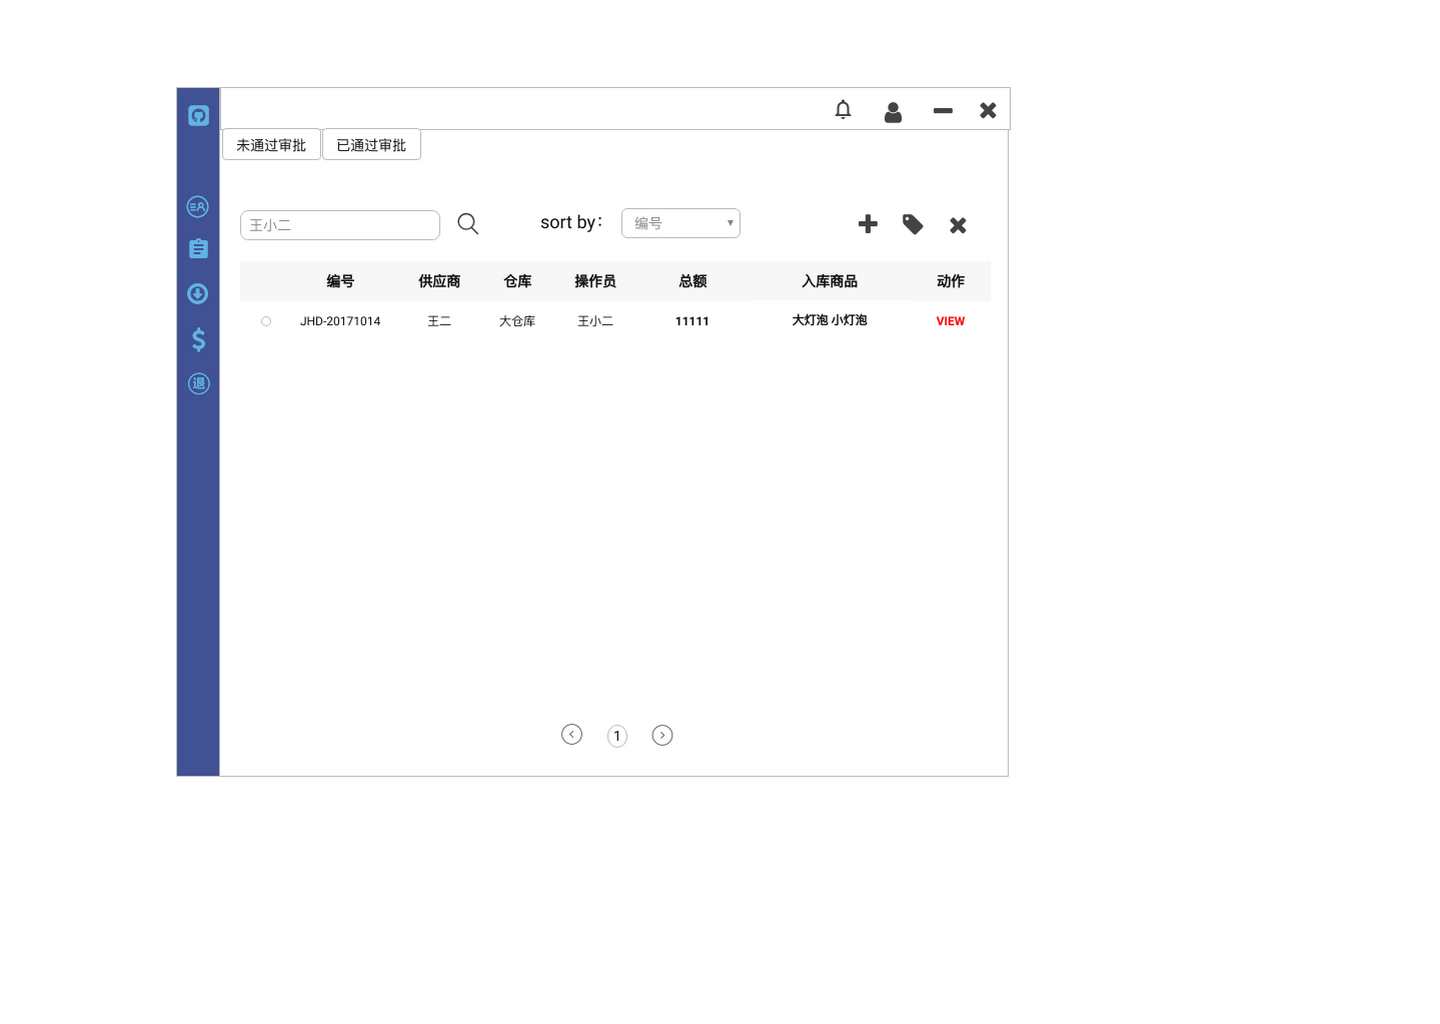 未通过审批 已通过审批
王小二 sort by： 编号
编号 供应商 仓库 操作员 总额 入库商品 动作
JHD-20171014 王二 大仓库 王小二 11111 大灯泡 小灯泡 VIEW
退
1